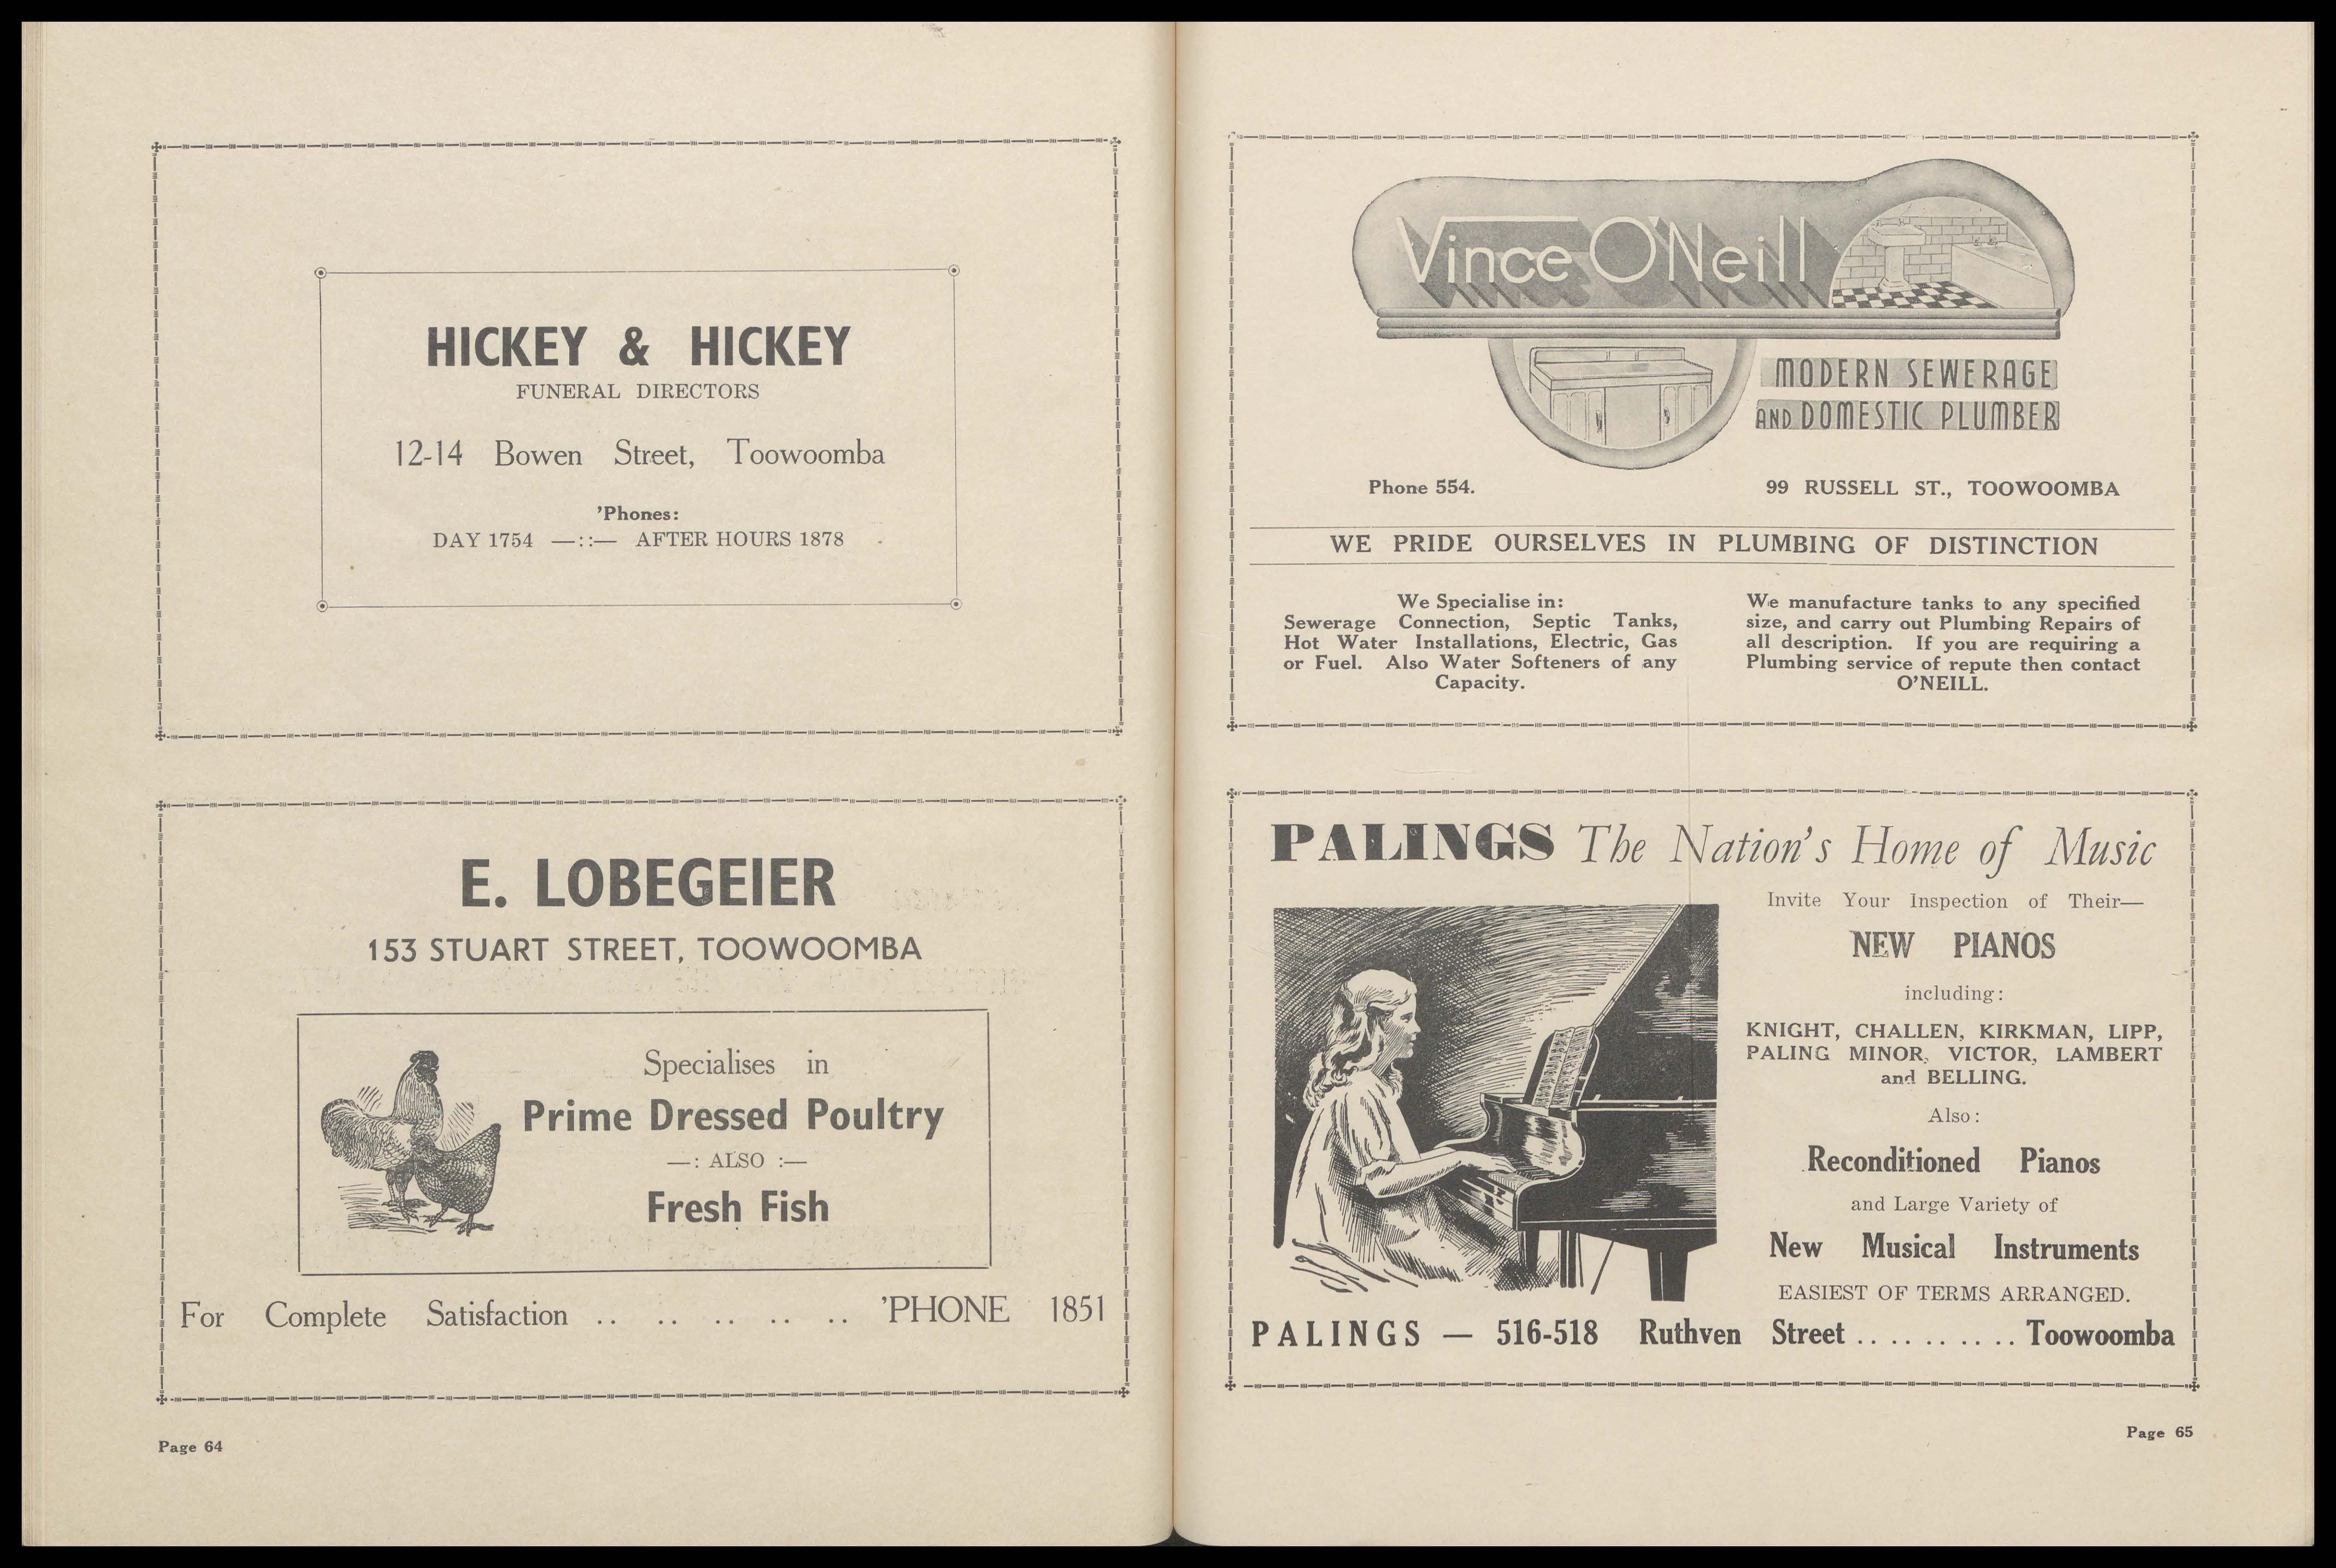 HICKEY & HICKEY
FUNERAL DIRECTORS
12-14 Bowen Street, Toowoomba
'Phones:
DAY 1754 —::— AFTER HOURS 1878
E. LOBEGEIER
153 STUART STREET, TOOWOOMBA
Specialises in
Prime Dressed Poultry
—: ALSO :—
Fresh Fish
For Complete Satisfaction .. .. .. .. .. 'PHONE 1851
Page 64
Vince O'Neill
MODERN SEWERAGE
AND DOMESTIC PLUMBER
Phone 554. 99 RUSSELL ST., TOOWOOMBA
WE PRIDE OURSELVES IN PLUMBING OF DISTINCTION
We Specialise in:
Sewerage Connection, Septic Tanks,
Hot Water Installations, Electric, Gas
or Fuel. Also Water Softeners of any
Capacity.
We manufacture tanks to any specified
size, and carry out Plumbing Repairs of
all description. If you are requiring a
Plumbing service of repute then contact
O'NEILL.
PALINGS The Nation's Home of Music
Invite Your Inspection of Their—
NEW PIANOS
including:
KNIGHT, CHALLEN, KIRKMAN, LIPP,
PALING MINOR, VICTOR, LAMBERT
and BELLING.
Also:
Reconditioned Pianos
and Large Variety of
New Musical Instruments
EASIEST OF TERMS ARRANGED.
PALINGS — 516-518 Ruthven Street . . . . . . . . . Toowoomba
Page 65